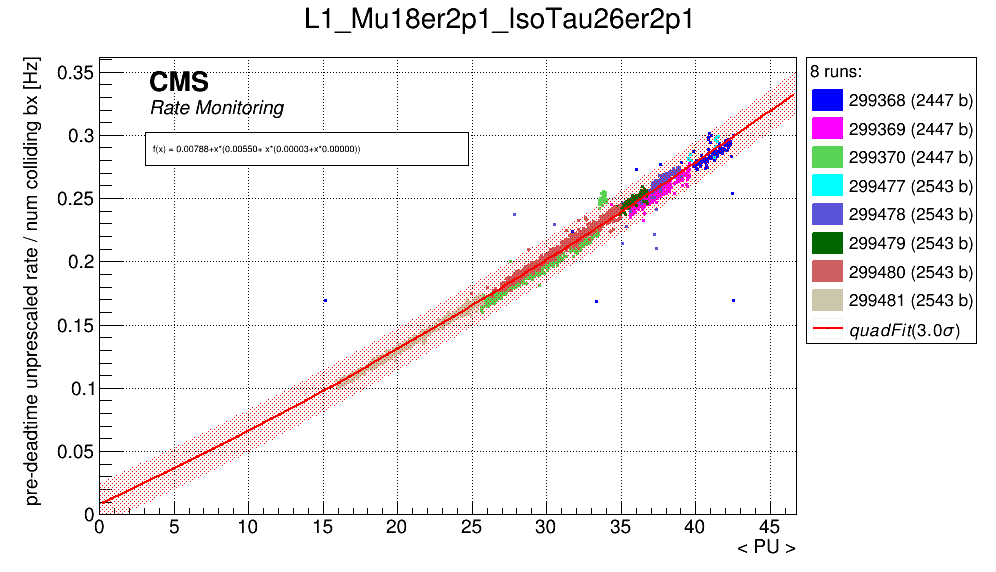 L1_Mu18er2p1_IsoTau26er2p1
pre-deadtime unprescaled rate / num colliding bx [Hz]
0.35
0.3
0.25
0.2
0.15
0.1
0.05
0
CMS
Rate Monitoring
f(x) = 0.00788+x*(0.00550+ x*(0.00003+x*0.00000))
0 5 10 15 20 25 30 35 40 45
< PU >
8 runs:
299368 (2447 b)
299369 (2447 b)
299370 (2447 b)
299477 (2543 b)
299478 (2543 b)
299479 (2543 b)
299480 (2543 b)
299481 (2543 b)
quadFit(3.0σ)